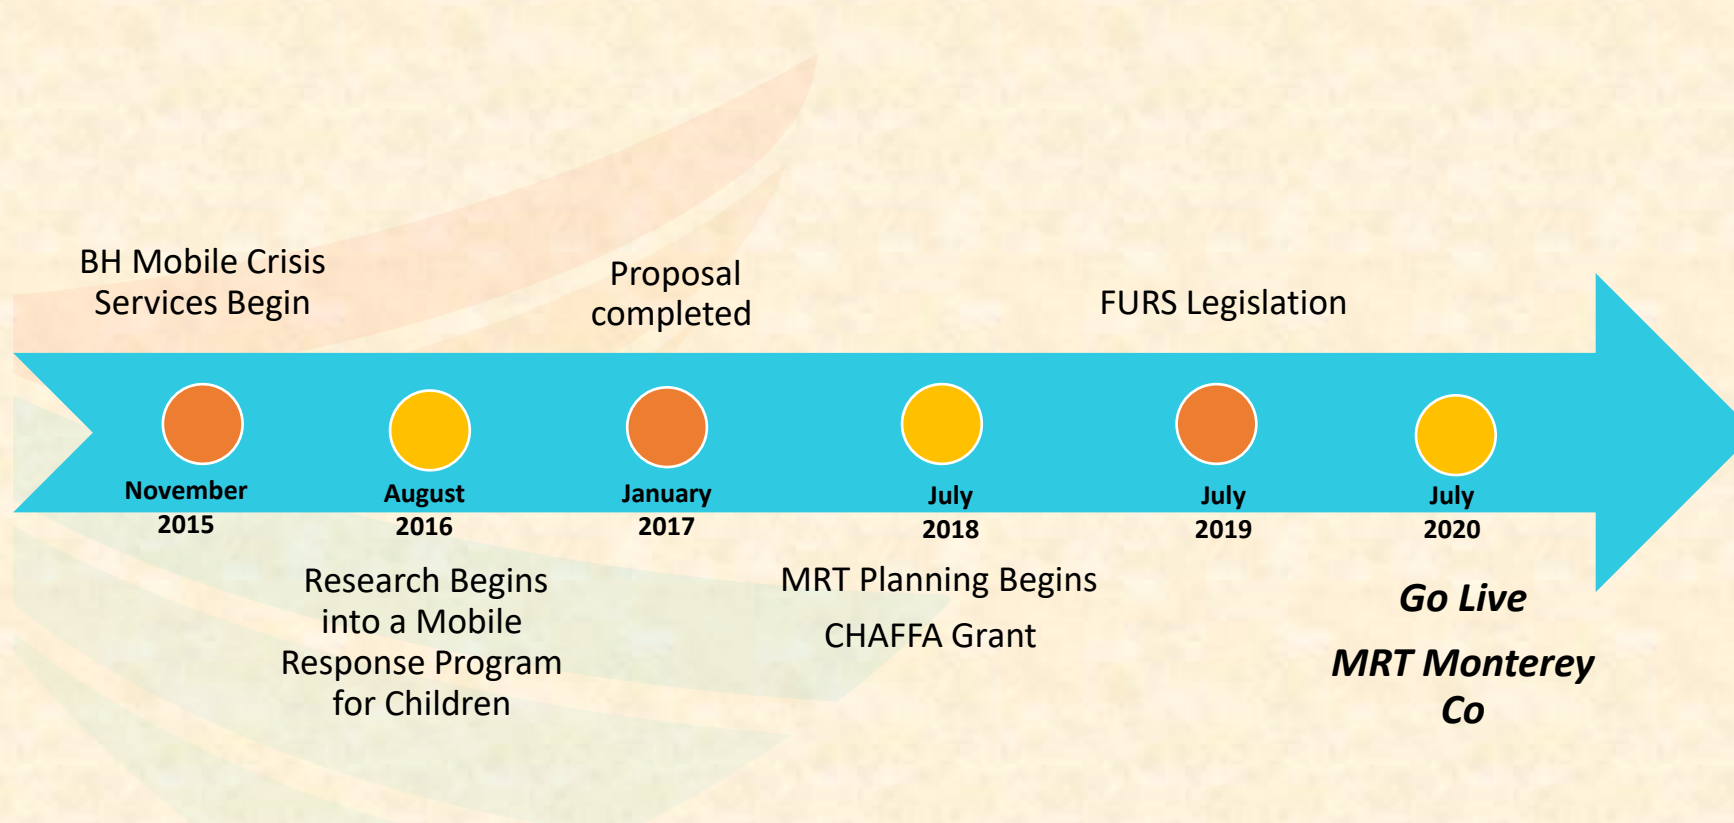 BH Mobile Crisis
Services Begin
Proposal
completed
FURS Legislation
November
2015
August
2016
January
2017
July
2018
July
2019
July
2020
Research Begins
into a Mobile
Response Program
for Children
MRT Planning Begins
CHAFFA Grant
Go Live
MRT Monterey
Co